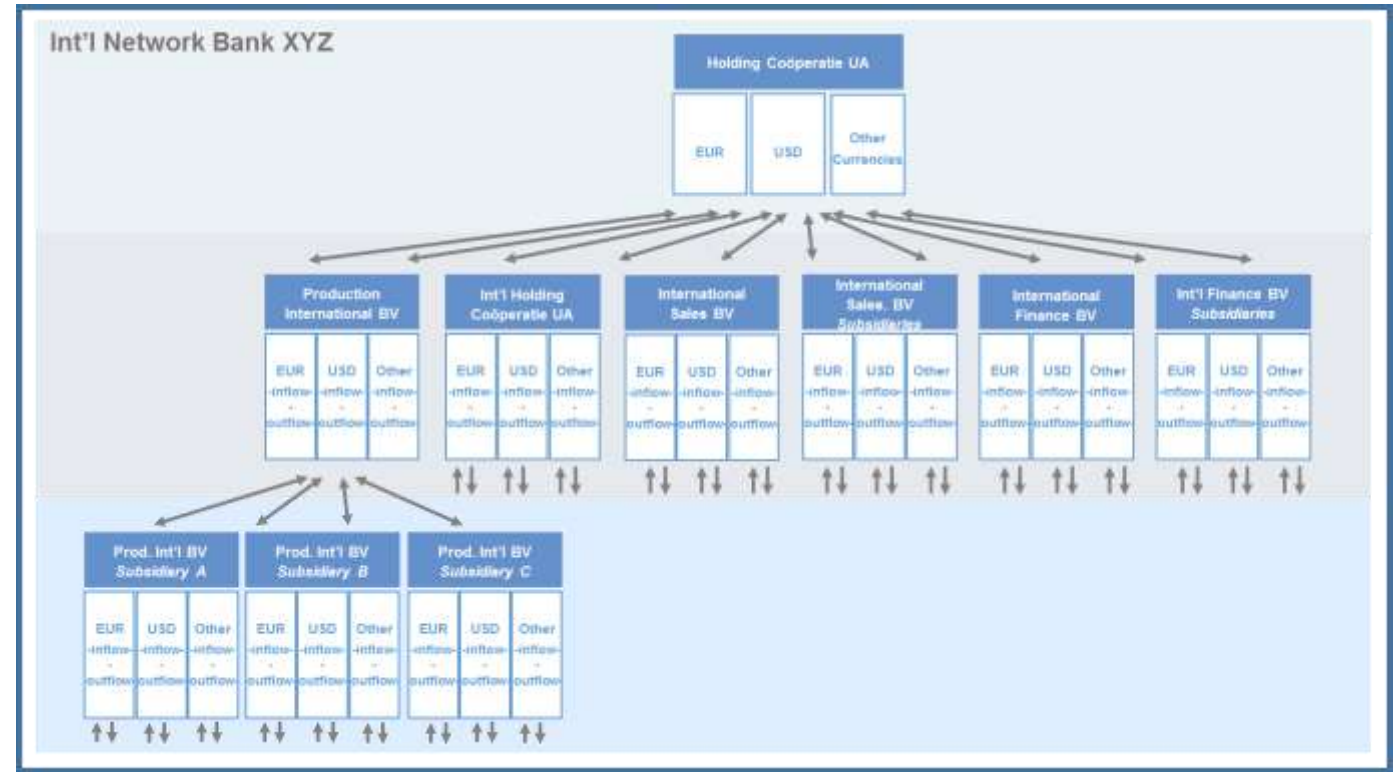 Int'l Network Bank XYZ
Holding Coöperatie UA
EUR
USD
Other
Currencies
Production
International BV
EUR
-inflow-
-
outflow-
USD
-inflow-
-
outflow-
Other
-inflow-
-
outflow-
Int'l Holding
Coöperatie UA
EUR
-inflow-
-
outflow-
USD
-inflow-
-
outflow-
Other
-inflow-
-
outflow-
International
Sales BV
EUR
-inflow-
-
outflow-
USD
-inflow-
-
outflow-
Other
-inflow-
-
outflow-
International
Sales. BV
Subsidiaries
EUR
-inflow-
-
outflow-
USD
-inflow-
-
outflow-
Other
-inflow-
-
outflow-
International
Finance BV
EUR
-inflow-
-
outflow-
USD
-inflow-
-
outflow-
Other
-inflow-
-
outflow-
Int'l Finance BV
Subsidiaries
EUR
-inflow-
-
outflow-
USD
-inflow-
-
outflow-
Other
-inflow-
-
outflow-
Prod. Int'l BV
Subsidiary A
EUR
-inflow-
-
outflow-
USD
-inflow-
-
outflow-
Other
-inflow-
-
outflow-
Prod. Int'l BV
Subsidiary B
EUR
-inflow-
-
outflow-
USD
-inflow-
-
outflow-
Other
-inflow-
-
outflow-
Prod. Int'l BV
Subsidiary C
EUR
-inflow-
-
outflow-
USD
-inflow-
-
outflow-
Other
-inflow-
-
outflow-